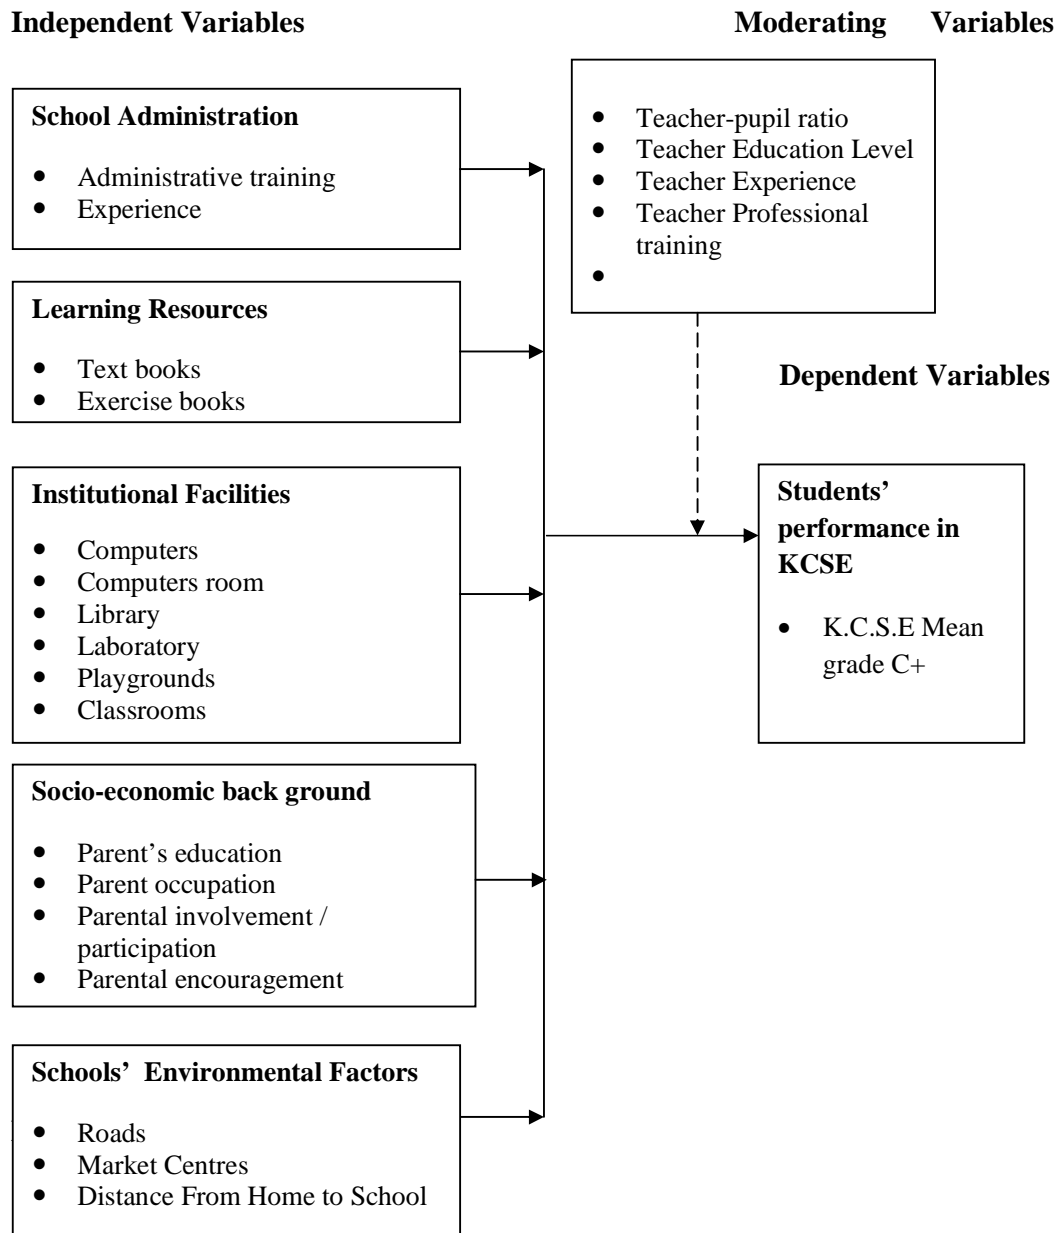 Independent Variables
School Administration
• Administrative training
• Experience
Learning Resources
• Text books
• Exercise books
Institutional Facilities
• Computers
• Computers room
• Library
• Laboratory
• Playgrounds
• Classrooms
Socio-economic back ground
• Parent’s education
• Parent occupation
• Parental involvement /
participation
• Parental encouragement
Schools’ Environmental Factors
• Roads
• Market Centres
• Distance From Home to School
Moderating Variables
• Teacher-pupil ratio
• Teacher Education Level
• Teacher Experience
• Teacher Professional
training
•
Dependent Variables
Students’
performance in
KCSE
• K.C.S.E Mean
grade C+